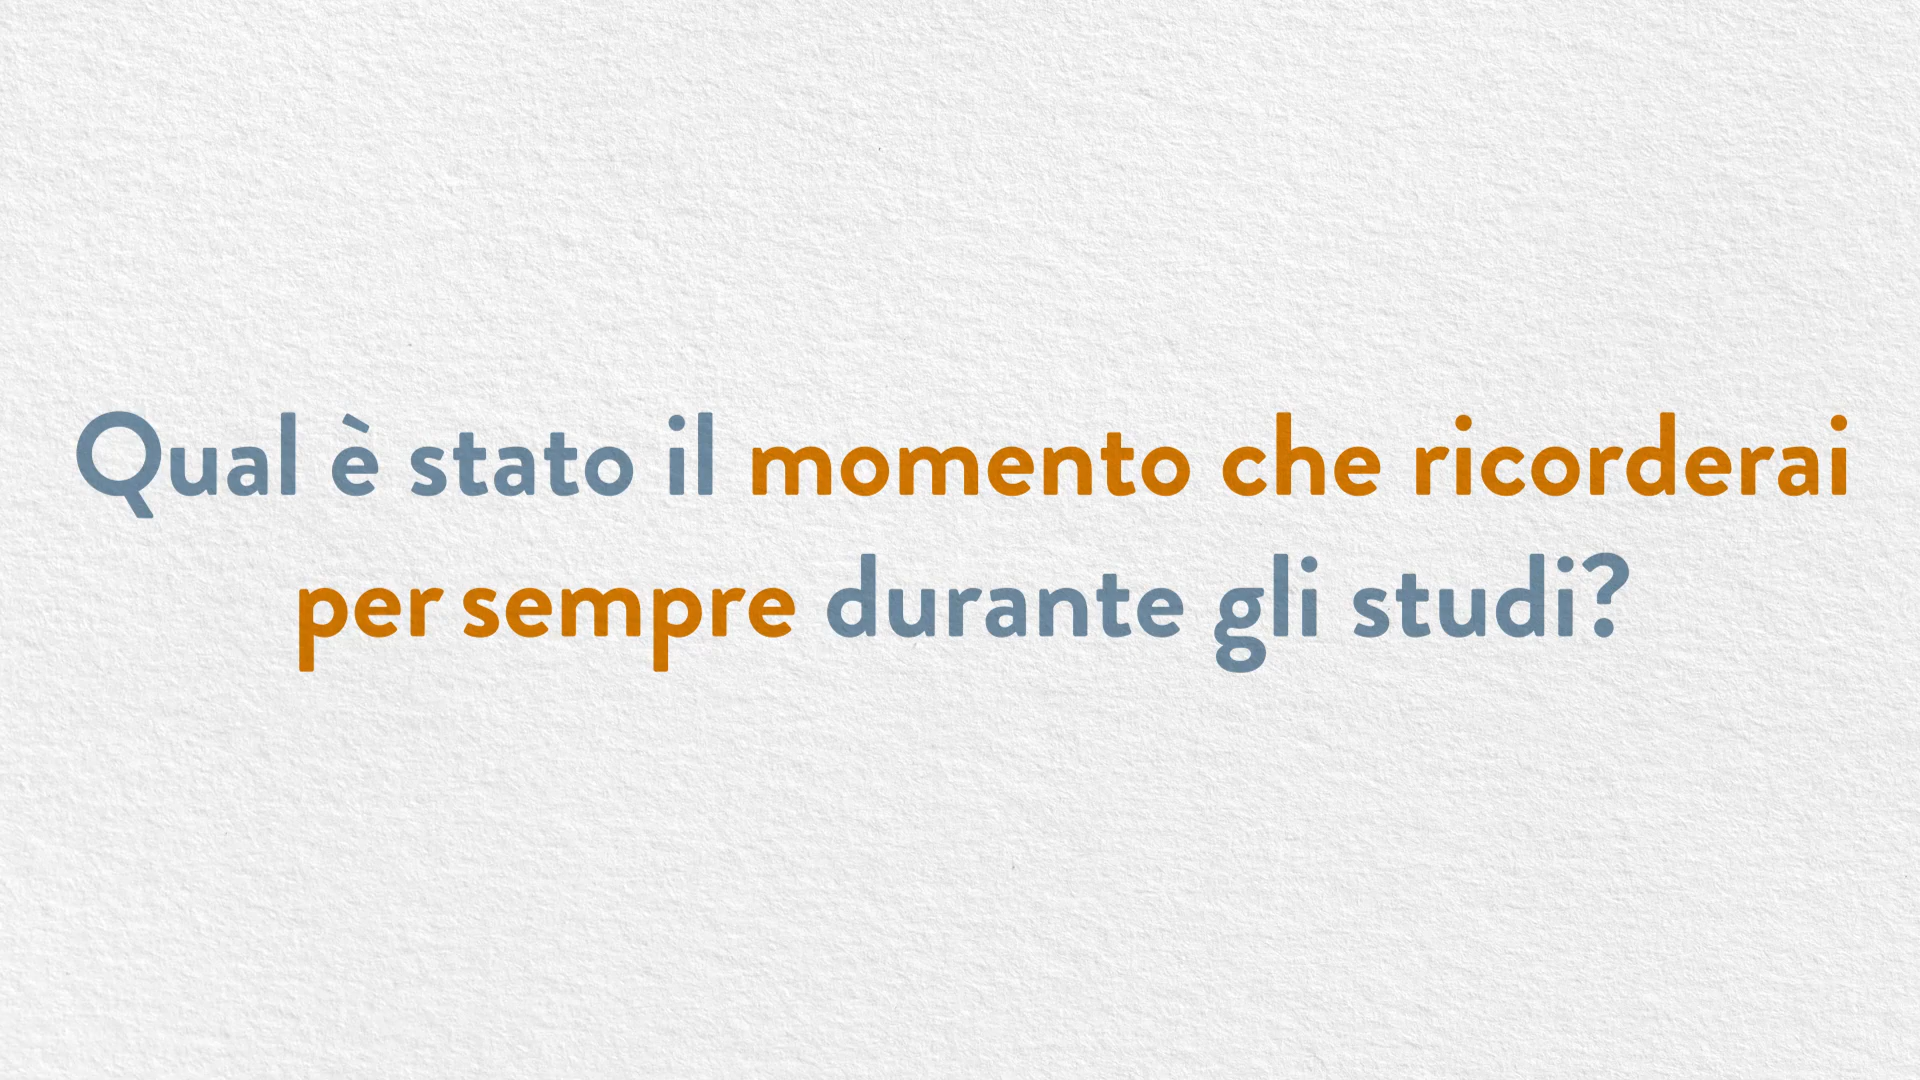 Qual è stato il momento che ricorderai
per sempre durante gli studi?